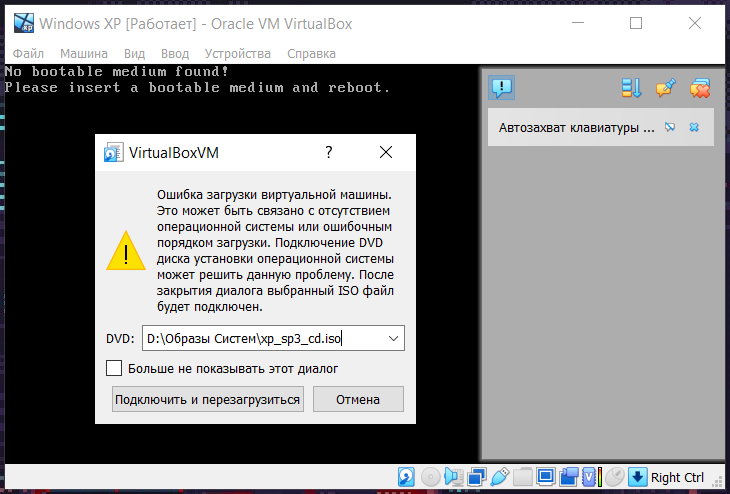 Windows XP [Работает] - Oracle VM VirtualBox
Файл Машина Вид Ввод Устройства Справка
No bootable medium found!
Please insert a bootable medium and reboot.
Автозахват клавиатуры ...
VirtualBoxVM ?
Ошибка загрузки виртуальной машины.
Это может быть связано с отсутствием
операционной системы или ошибочным
порядком загрузки. Подключение DVD
диска установки операционной системы
может решить данную проблему. После
закрытия диалога выбранный ISO файл
будет подключен.
DVD: D:\Образы Систем\xp_sp3_cd.iso
Больше не показывать этот диалог
Подключить и перезагрузиться Отмена
Right Ctrl